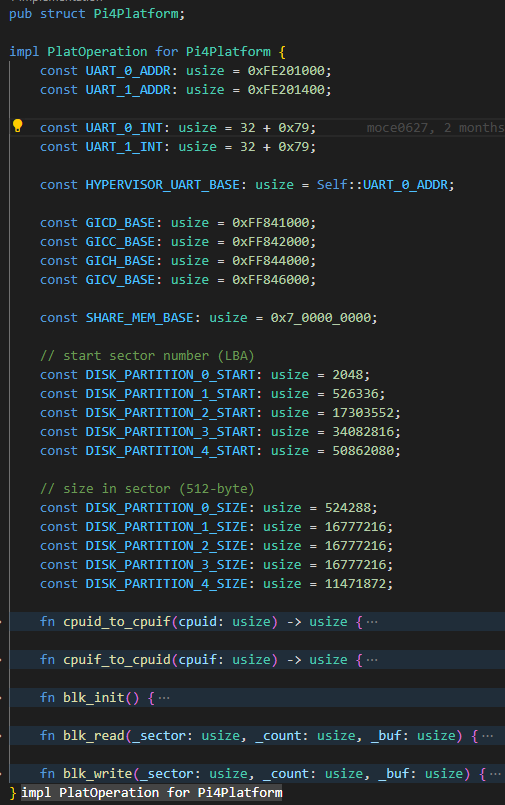 pub struct Pi4Platform;
impl PlatOperation for Pi4Platform {
const UART_0_ADDR: usize = 0xFE201000;
const UART_1_ADDR: usize = 0xFE201400;
const UART_0_INT: usize = 32 + 0x79; moce0627, 2 months
const UART_1_INT: usize = 32 + 0x79;
const HYPERVISOR_UART_BASE: usize = Self::UART_0_ADDR;
const GICD_BASE: usize = 0xFF841000;
const GICC_BASE: usize = 0xFF842000;
const GICH_BASE: usize = 0xFF844000;
const GICV_BASE: usize = 0xFF846000;
const SHARE_MEM_BASE: usize = 0x7_0000_0000;
// start sector number (LBA)
const DISK_PARTITION_0_START: usize = 2048;
const DISK_PARTITION_1_START: usize = 526336;
const DISK_PARTITION_2_START: usize = 17303552;
const DISK_PARTITION_3_START: usize = 34082816;
const DISK_PARTITION_4_START: usize = 50862080;
// size in sector (512-byte)
const DISK_PARTITION_0_SIZE: usize = 524288;
const DISK_PARTITION_1_SIZE: usize = 16777216;
const DISK_PARTITION_2_SIZE: usize = 16777216;
const DISK_PARTITION_3_SIZE: usize = 16777216;
const DISK_PARTITION_4_SIZE: usize = 11471872;
fn cpuid_to_cpuif(cpuid: usize) -> usize {⋯
fn cpuif_to_cpuid(cpuif: usize) -> usize {⋯
fn blk_init() {⋯
fn blk_read(_sector: usize, _count: usize, _buf: usize) {⋯
fn blk_write(_sector: usize, _count: usize, _buf: usize) {⋯
} impl PlatOperation for Pi4Platform